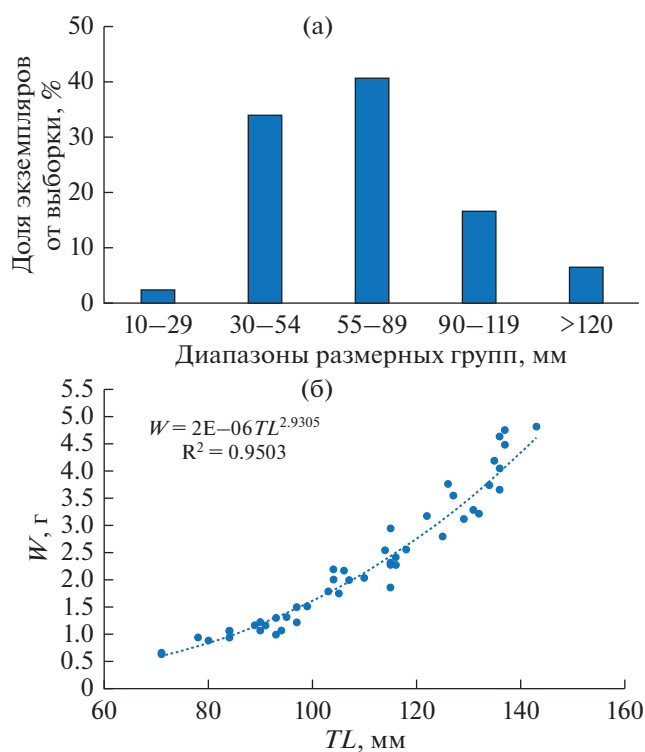 (а)
Доля экземпляров
от выборки, %
50
40
30
20
10
0
10–29 30–54 55–89 90–119 >120
Диапазоны размерных групп, мм
(б)
W, г
5.5
5.0
4.5
4.0
3.5
3.0
2.5
2.0
1.5
1.0
0.5
0
W = 2E–06TL^2.9305
R² = 0.9503
60 80 100 120 140 160
TL, мм